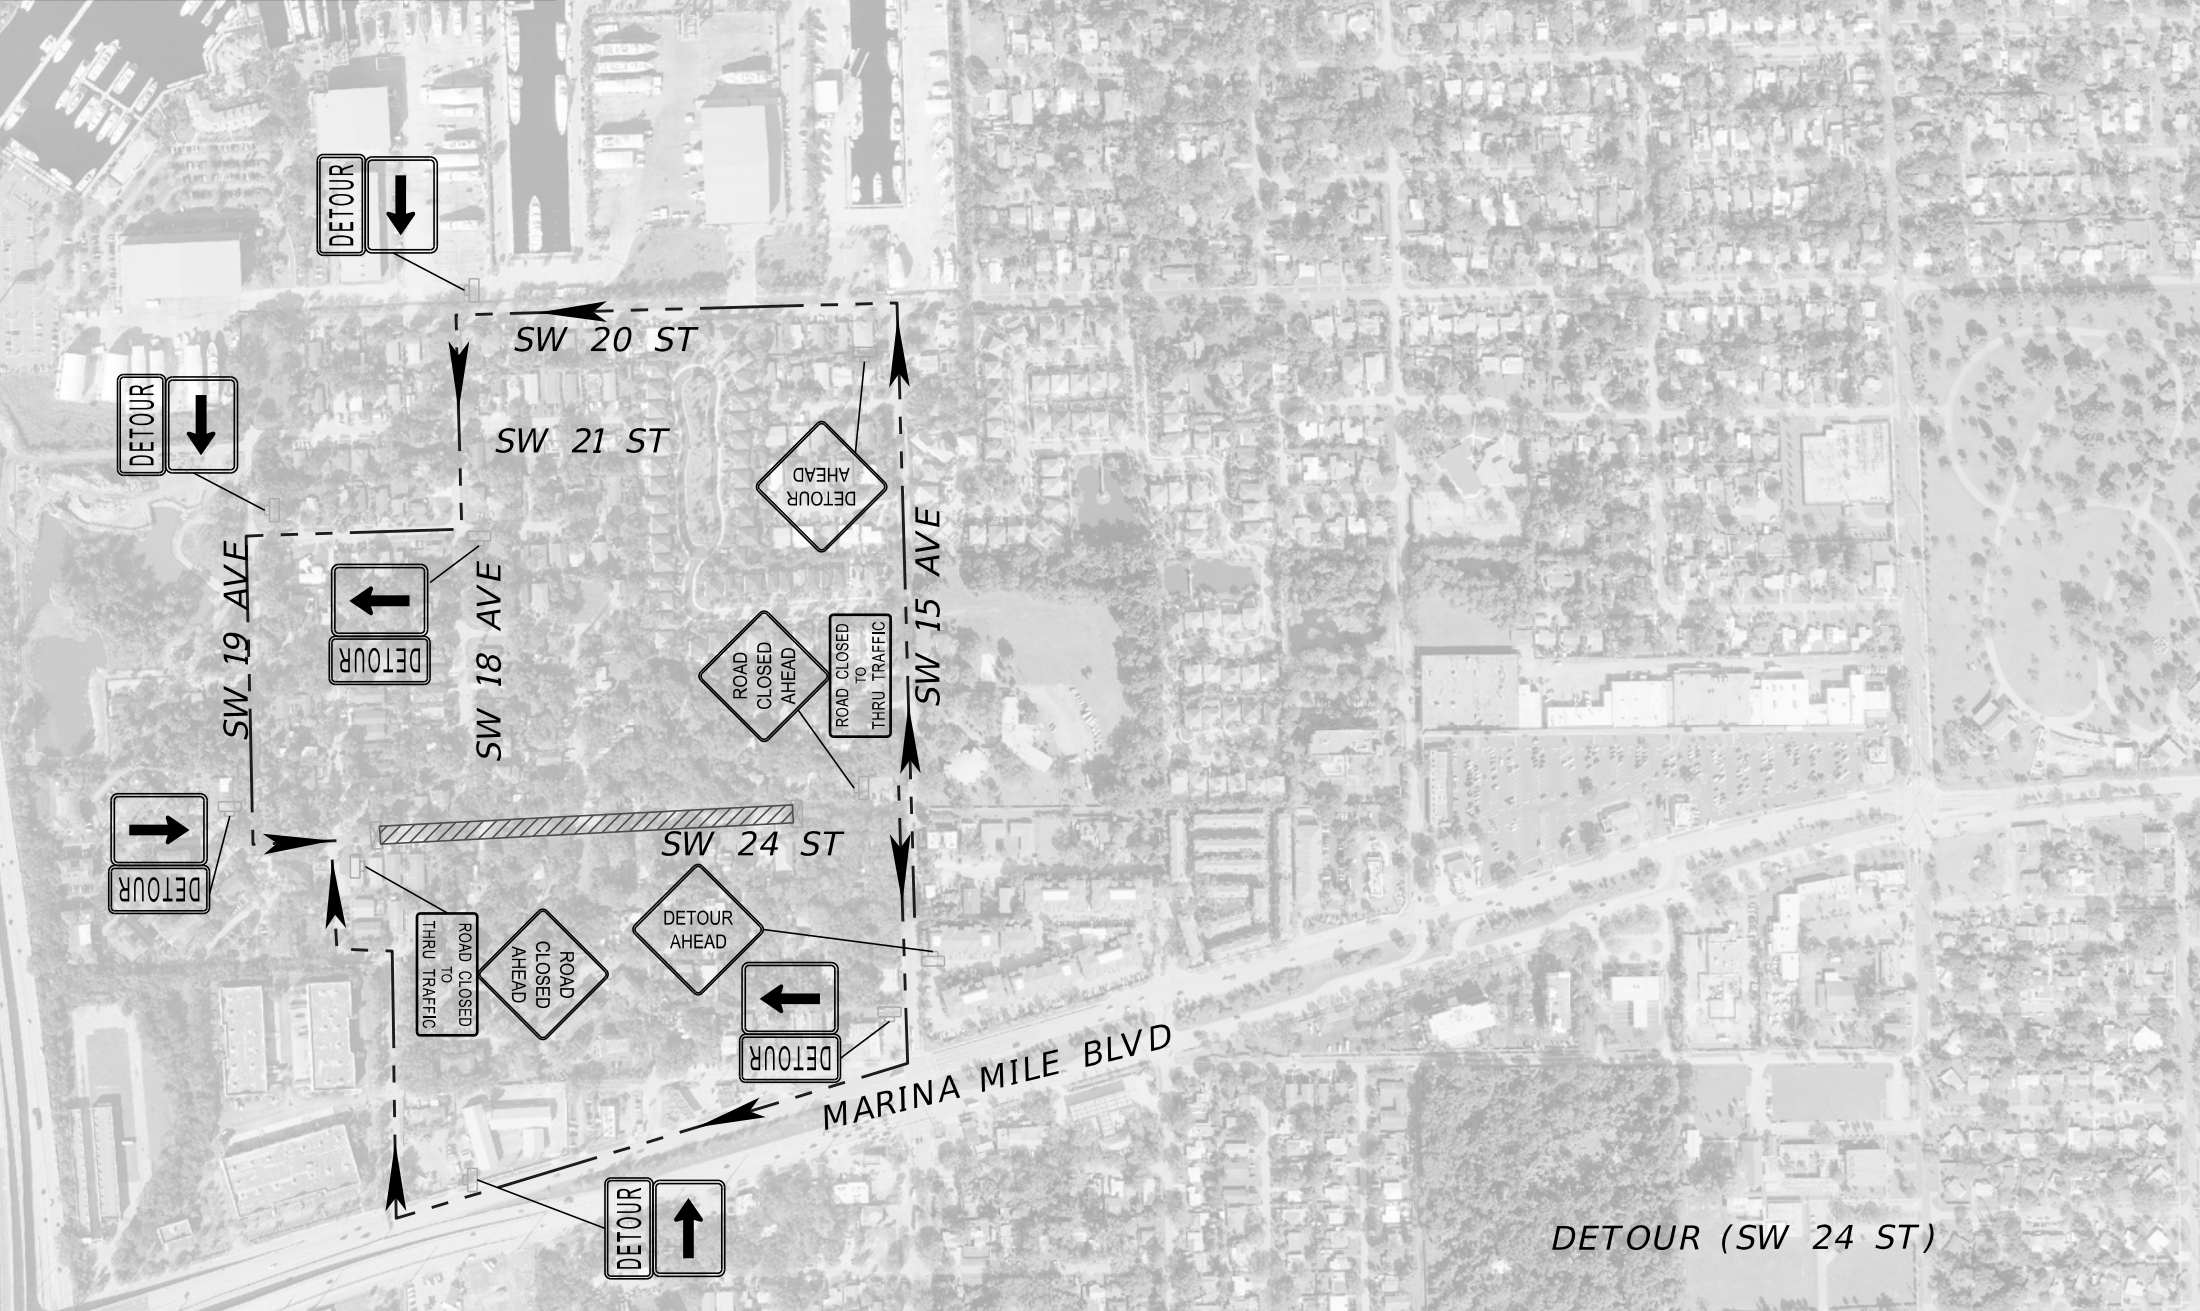 DETOUR
SW 20 ST
DETOUR
SW 21 ST
DETOUR
AHEAD
SW 19 AVE
DETOUR
SW 18 AVE
ROAD
CLOSED
AHEAD
ROAD CLOSED
TO
THRU TRAFFIC
SW 15 AVE
DETOUR
SW 24 ST
ROAD CLOSED
TO
THRU TRAFFIC
ROAD
CLOSED
AHEAD
DETOUR
AHEAD
DETOUR
MARINA MILE BLVD
DETOUR
DETOUR (SW 24 ST)